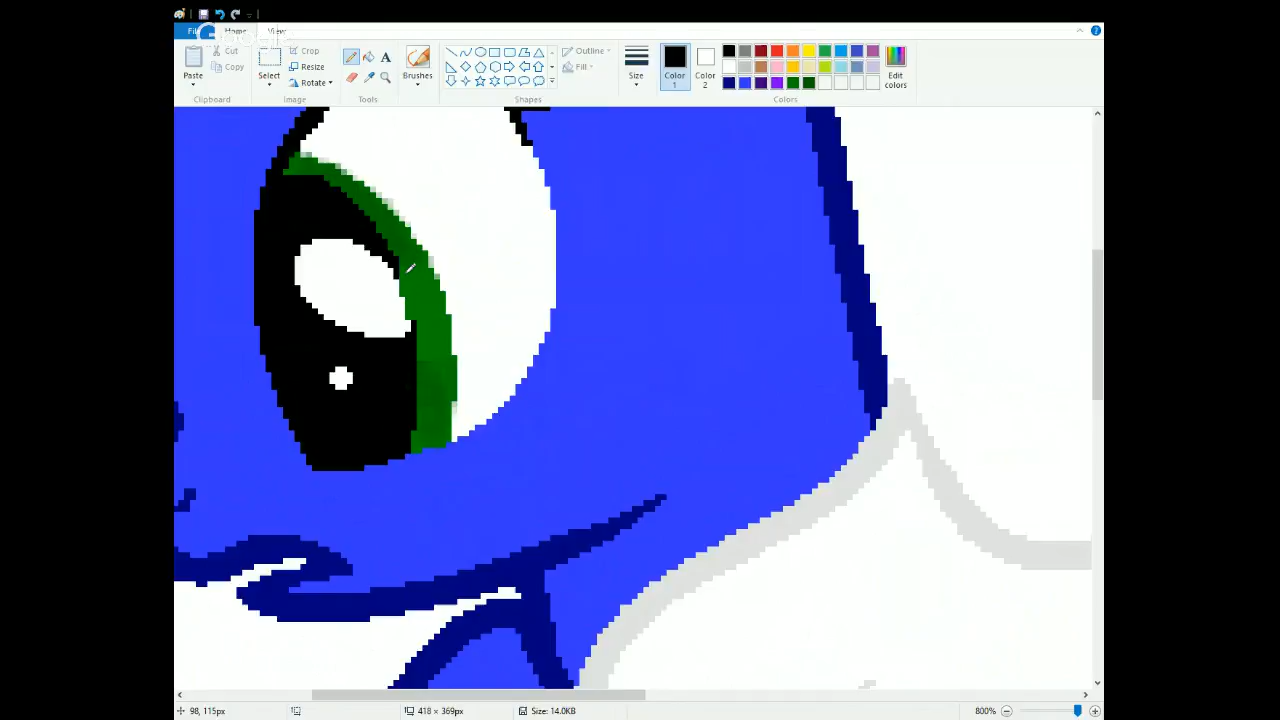 Home
View
Cut
Copy
Paste
Clipboard
Crop
Resize
Rotate
Select
Image
Tools
Brushes
Outline
Fill
Shapes
Size
Color 1
Color 2
Edit colors
Colors
98, 115px
418 × 369px
Size: 14.0KB
800%